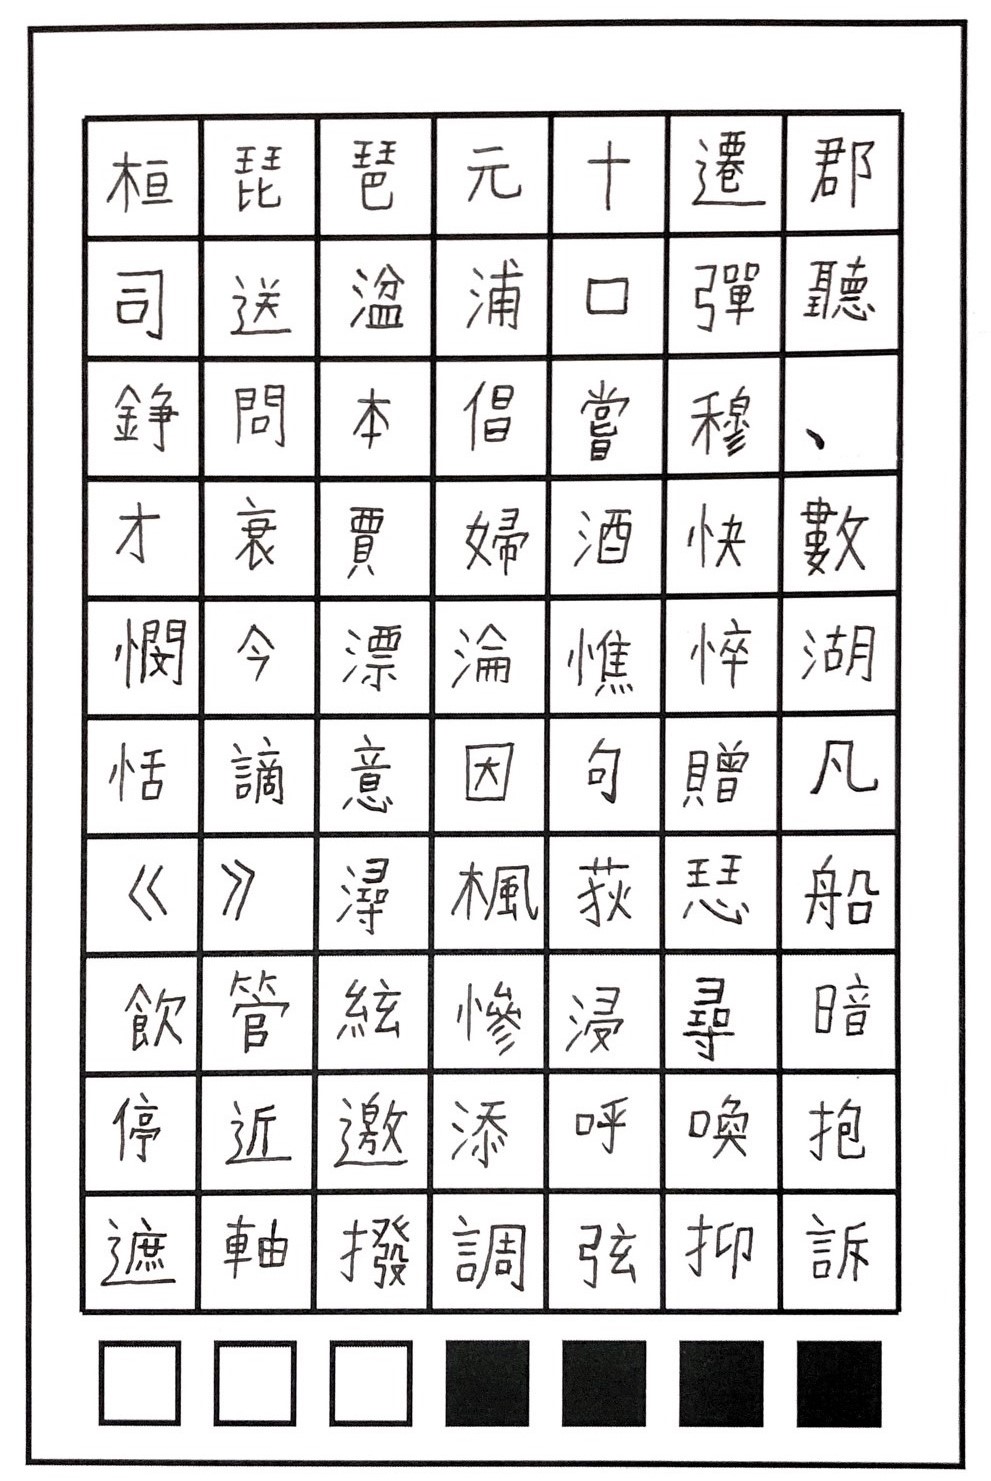 桓琵琶元十遷郡
司送湓浦口彈聽
錚問本倡嘗穆、
才衰賈婦酒快數
憫今漂淪憔悴湖
恬謫意因句贈凡
《》潯楓荻瑟船
飲管絃慘浸尋暗
停近邀添呼喚抱
遮軸撥調弦抑訴